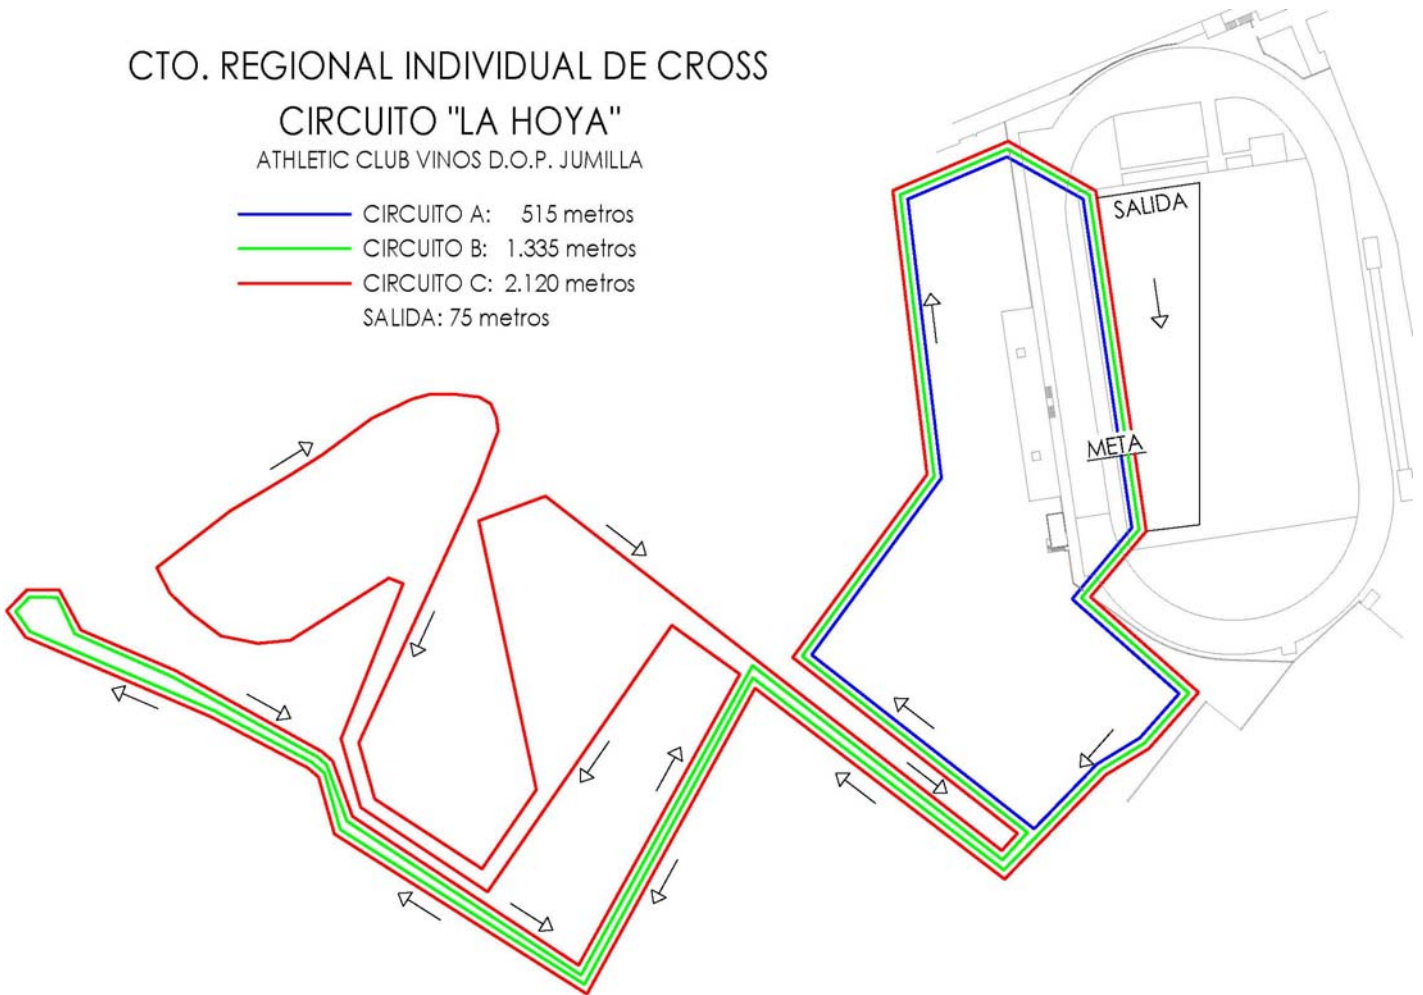 CTO. REGIONAL INDIVIDUAL DE CROSS
CIRCUITO "LA HOYA"
ATHLETIC CLUB VINOS D.O.P. JUMILLA
CIRCUITO A: 515 metros
CIRCUITO B: 1.335 metros
CIRCUITO C: 2.120 metros
SALIDA: 75 metros
SALIDA
META